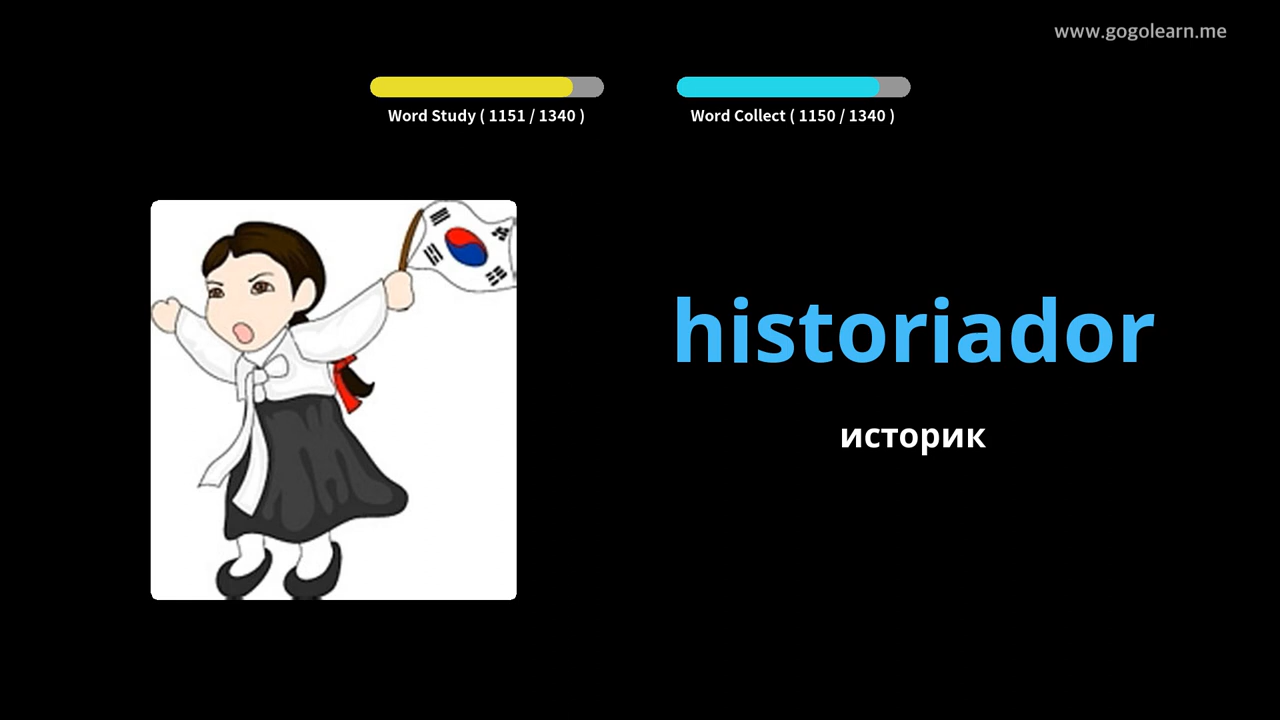 www.gogolearn.me
Word Study ( 1151 / 1340 )
Word Collect ( 1150 / 1340 )
historiador
историк